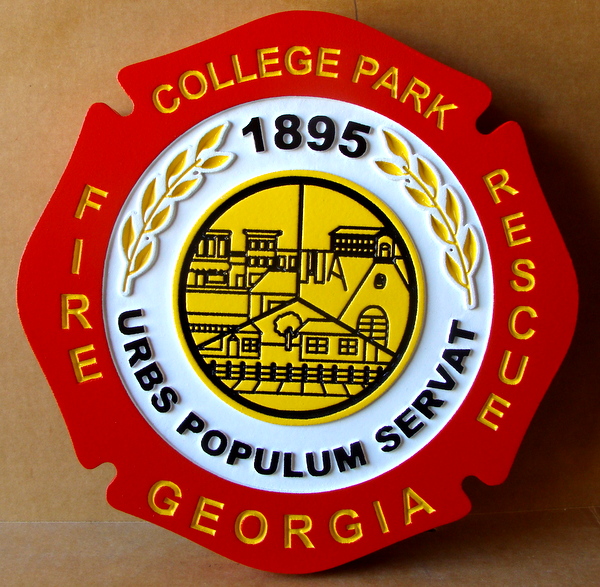 COLLEGE PARK
FIRE
RESCUE
GEORGIA
1895
URBS POPULUM SERVAT